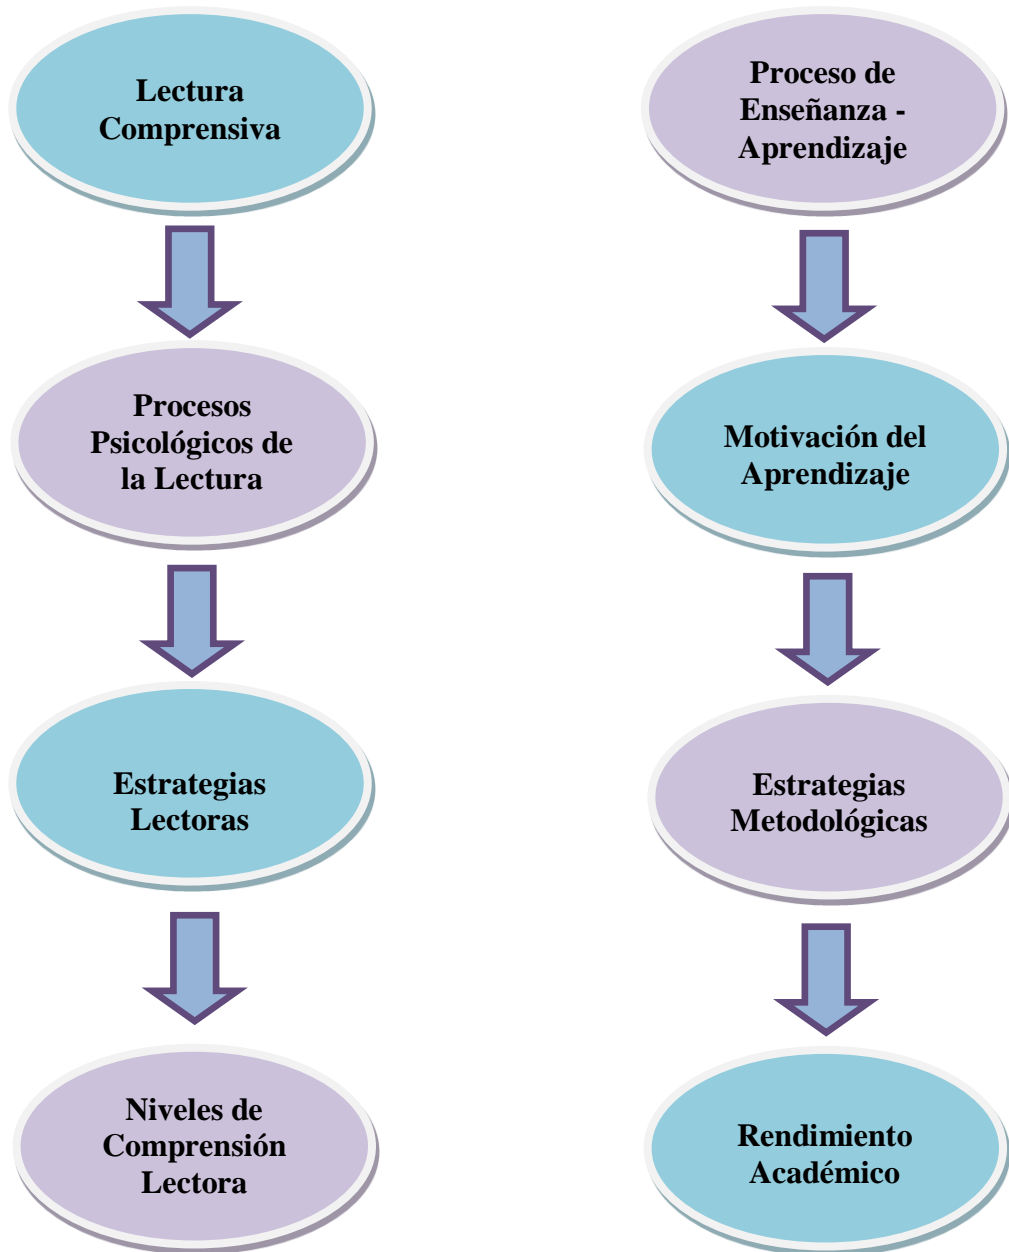 Lectura
Comprensiva
Procesos
Psicológicos de
la Lectura
Estrategias
Lectoras
Niveles de
Comprensión
Lectora
Proceso de
Enseñanza -
Aprendizaje
Motivación del
Aprendizaje
Estrategias
Metodológicas
Rendimiento
Académico